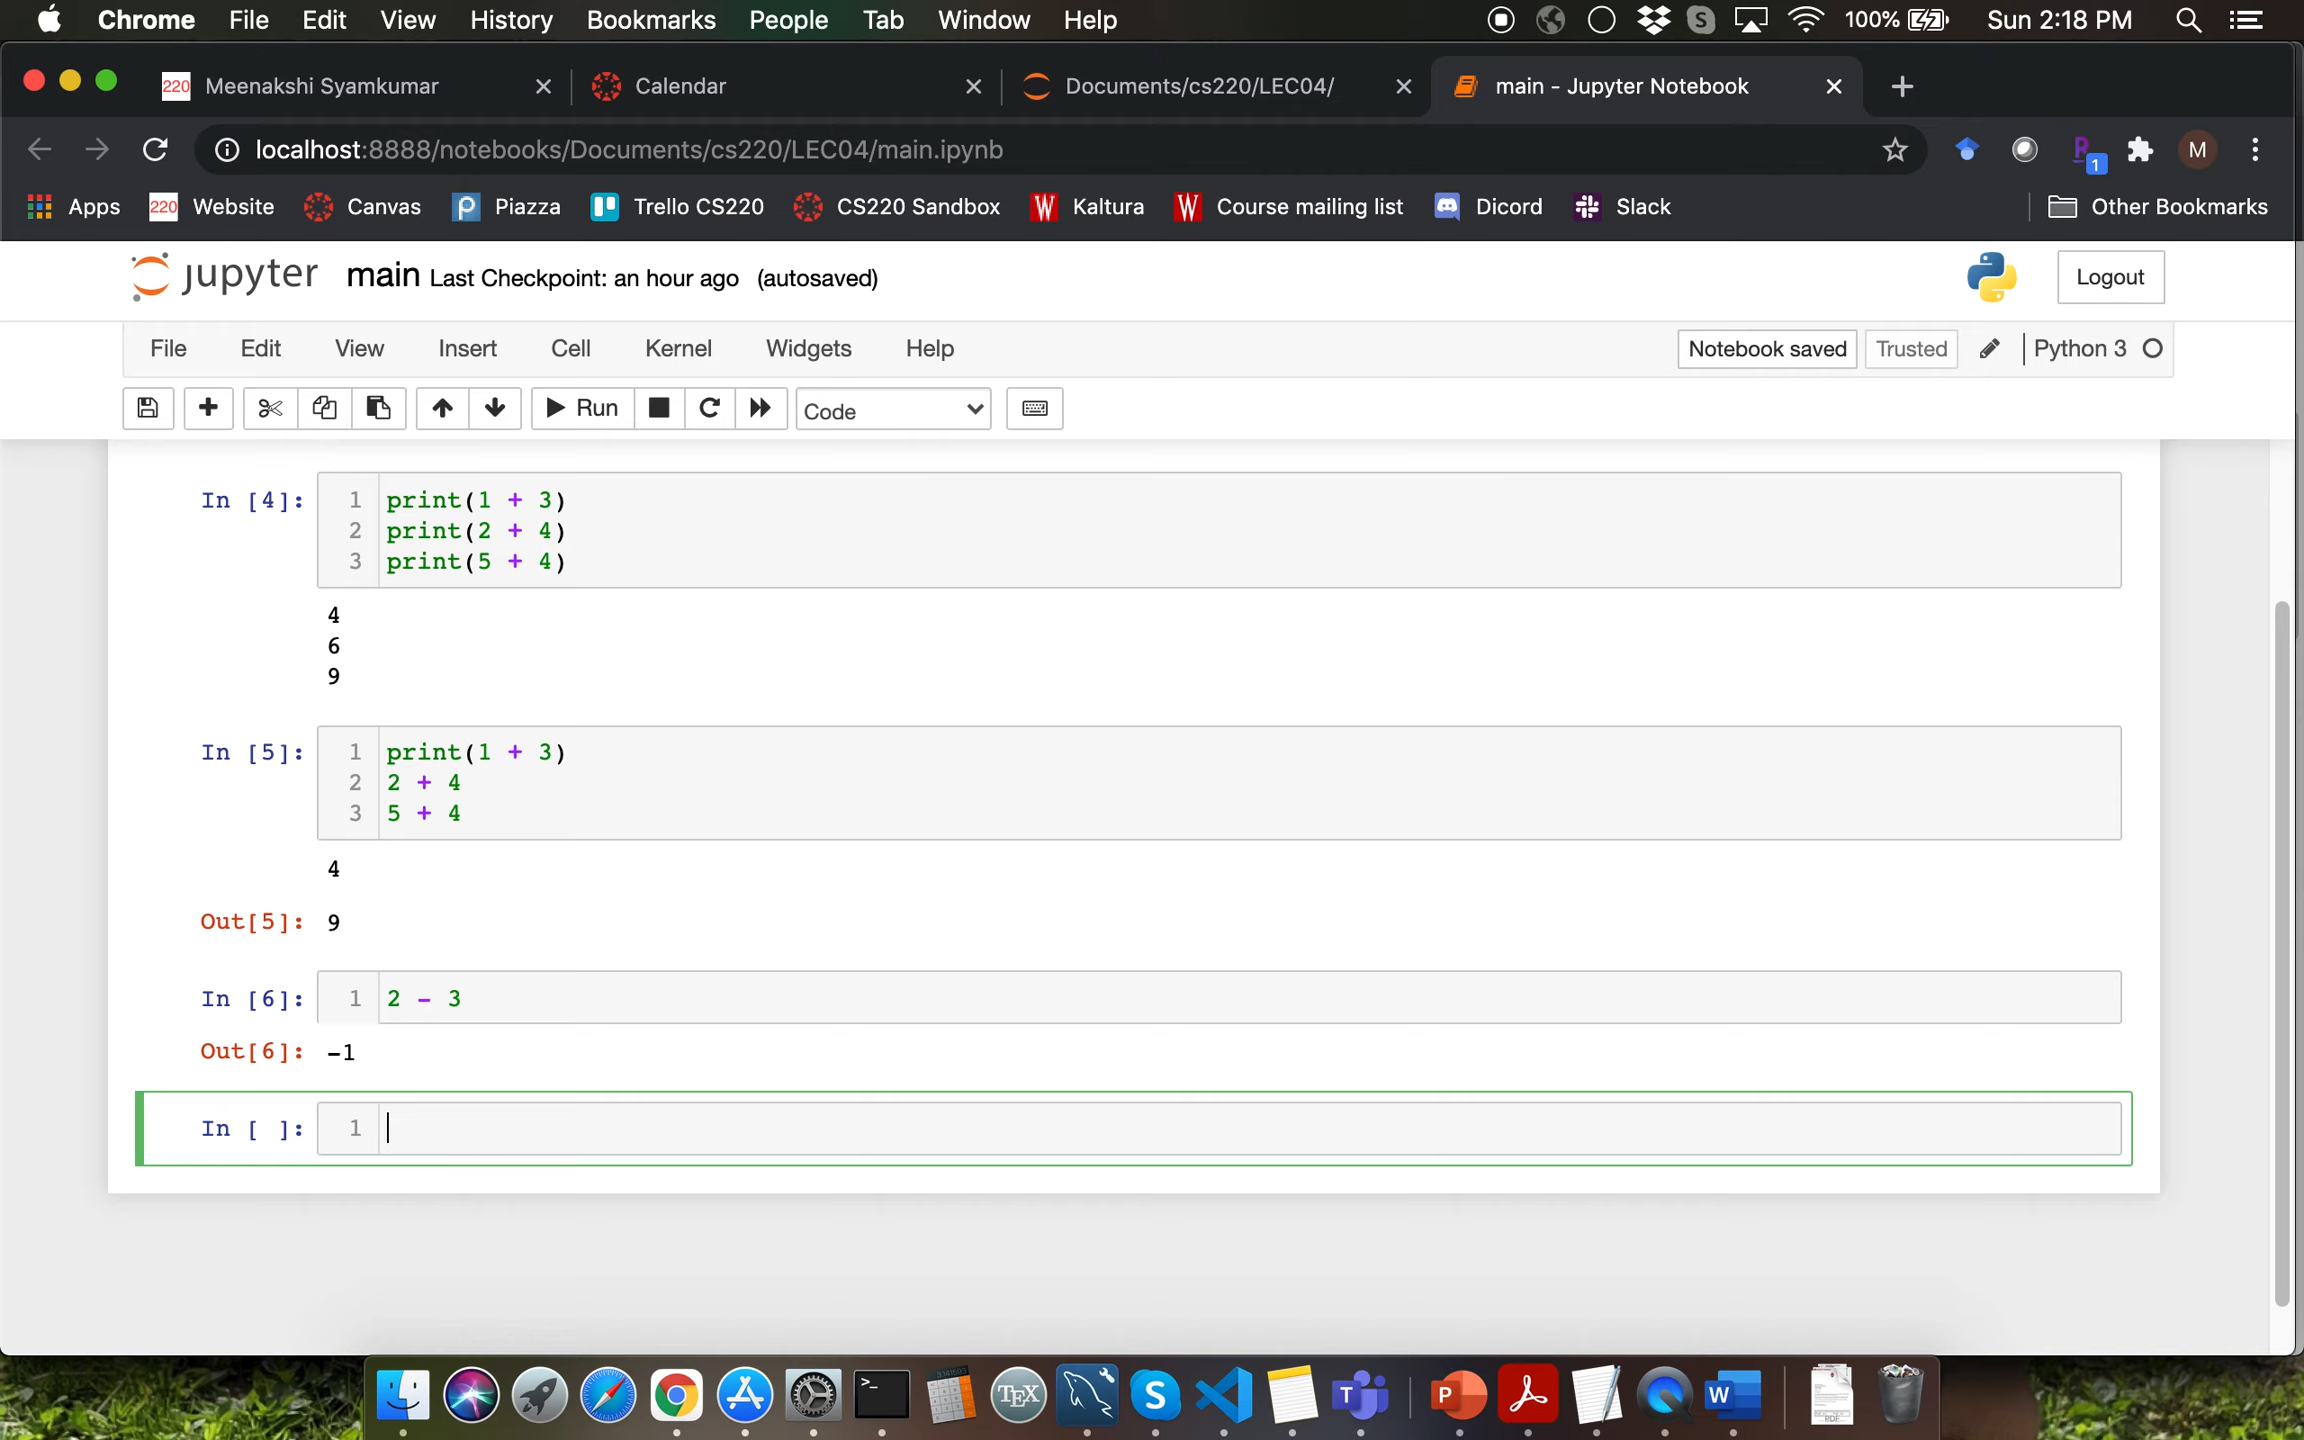 Chrome File Edit View History Bookmarks People Tab Window Help S 100% Sun 2:18 PM
220 Meenakshi Syamkumar Calendar Documents/cs220/LEC04/ main - Jupyter Notebook
localhost:8888/notebooks/Documents/cs220/LEC04/main.ipynb 1 M
Apps 220 Website Canvas P Piazza Trello CS220 CS220 Sandbox W Kaltura W Course mailing list Dicord Slack Other Bookmarks
jupyter main Last Checkpoint: an hour ago (autosaved) Logout
File Edit View Insert Cell Kernel Widgets Help Notebook saved Trusted Python 3
Run Code
In [4]: 1 print(1 + 3)
2 print(2 + 4)
3 print(5 + 4)
4
6
9
In [5]: 1 print(1 + 3)
2 2 + 4
3 5 + 4
4
Out[5]: 9
In [6]: 1 2 - 3
Out[6]: -1
In [ ]: 1
>_ TEX S T P W PDF